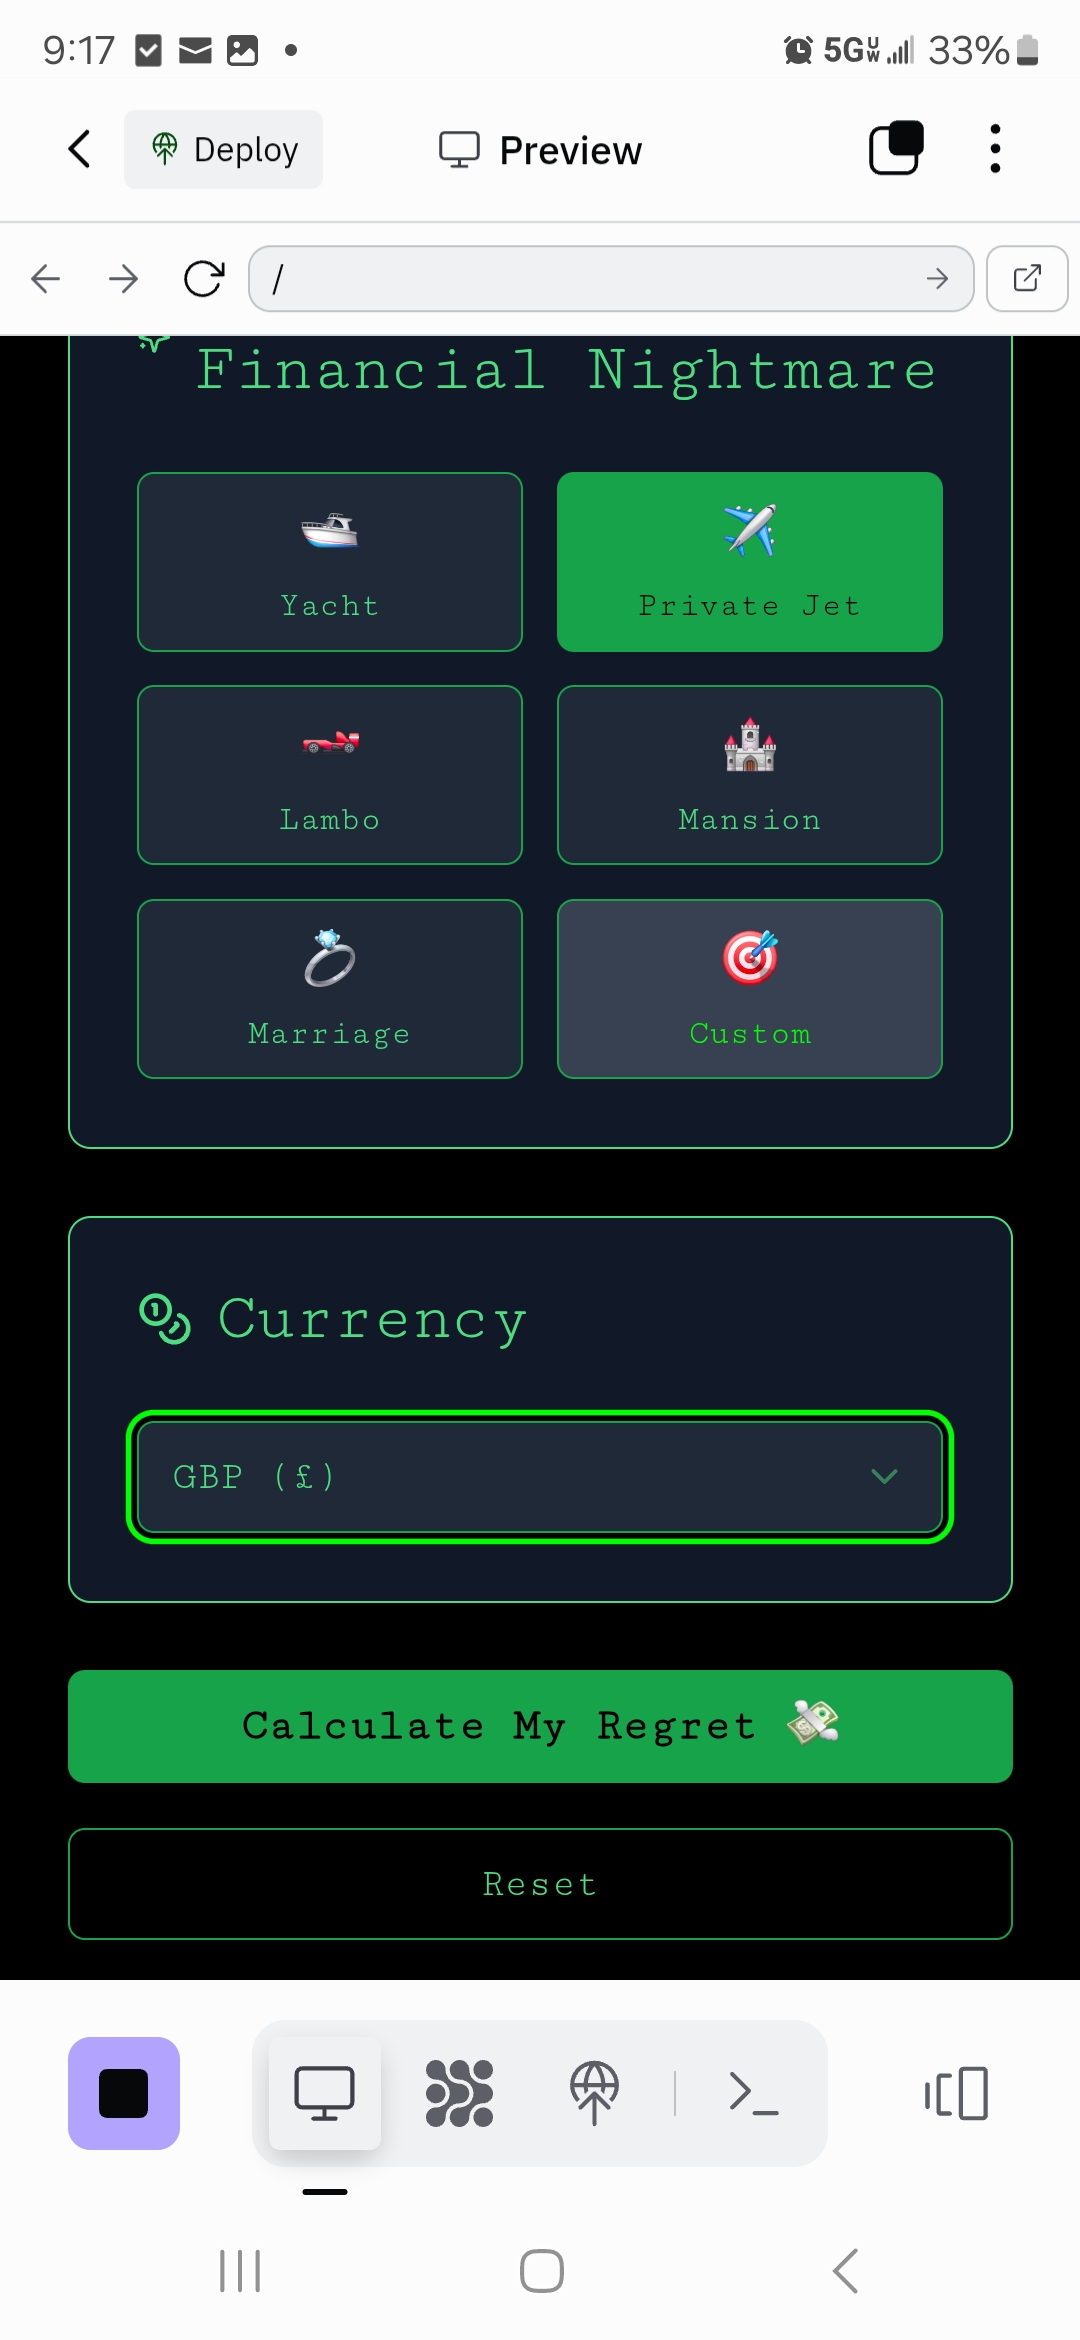 9:17
5G UW 33%
Deploy
Preview
/
Financial Nightmare
Yacht
Private Jet
Lambo
Mansion
Marriage
Custom
Currency
GBP (£)
Calculate My Regret
Reset